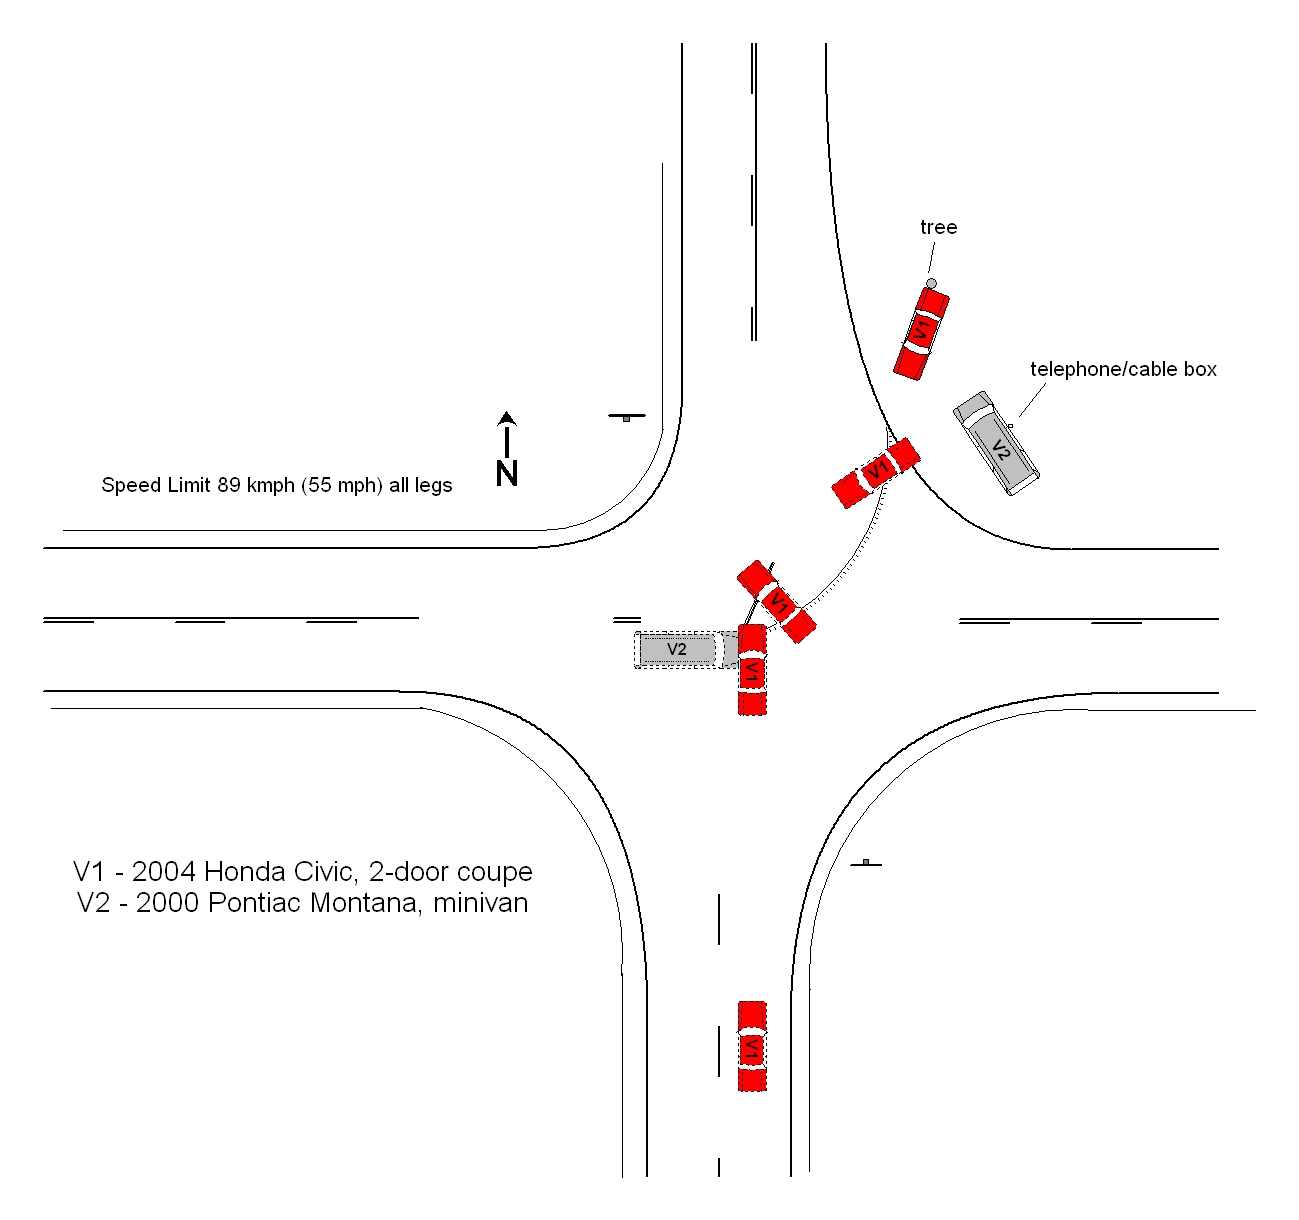 tree
V1
telephone/cable box
V2
V1
N
Speed Limit 89 kmph (55 mph) all legs
V1
V2
V1
V1 - 2004 Honda Civic, 2-door coupe
V2 - 2000 Pontiac Montana, minivan
V1